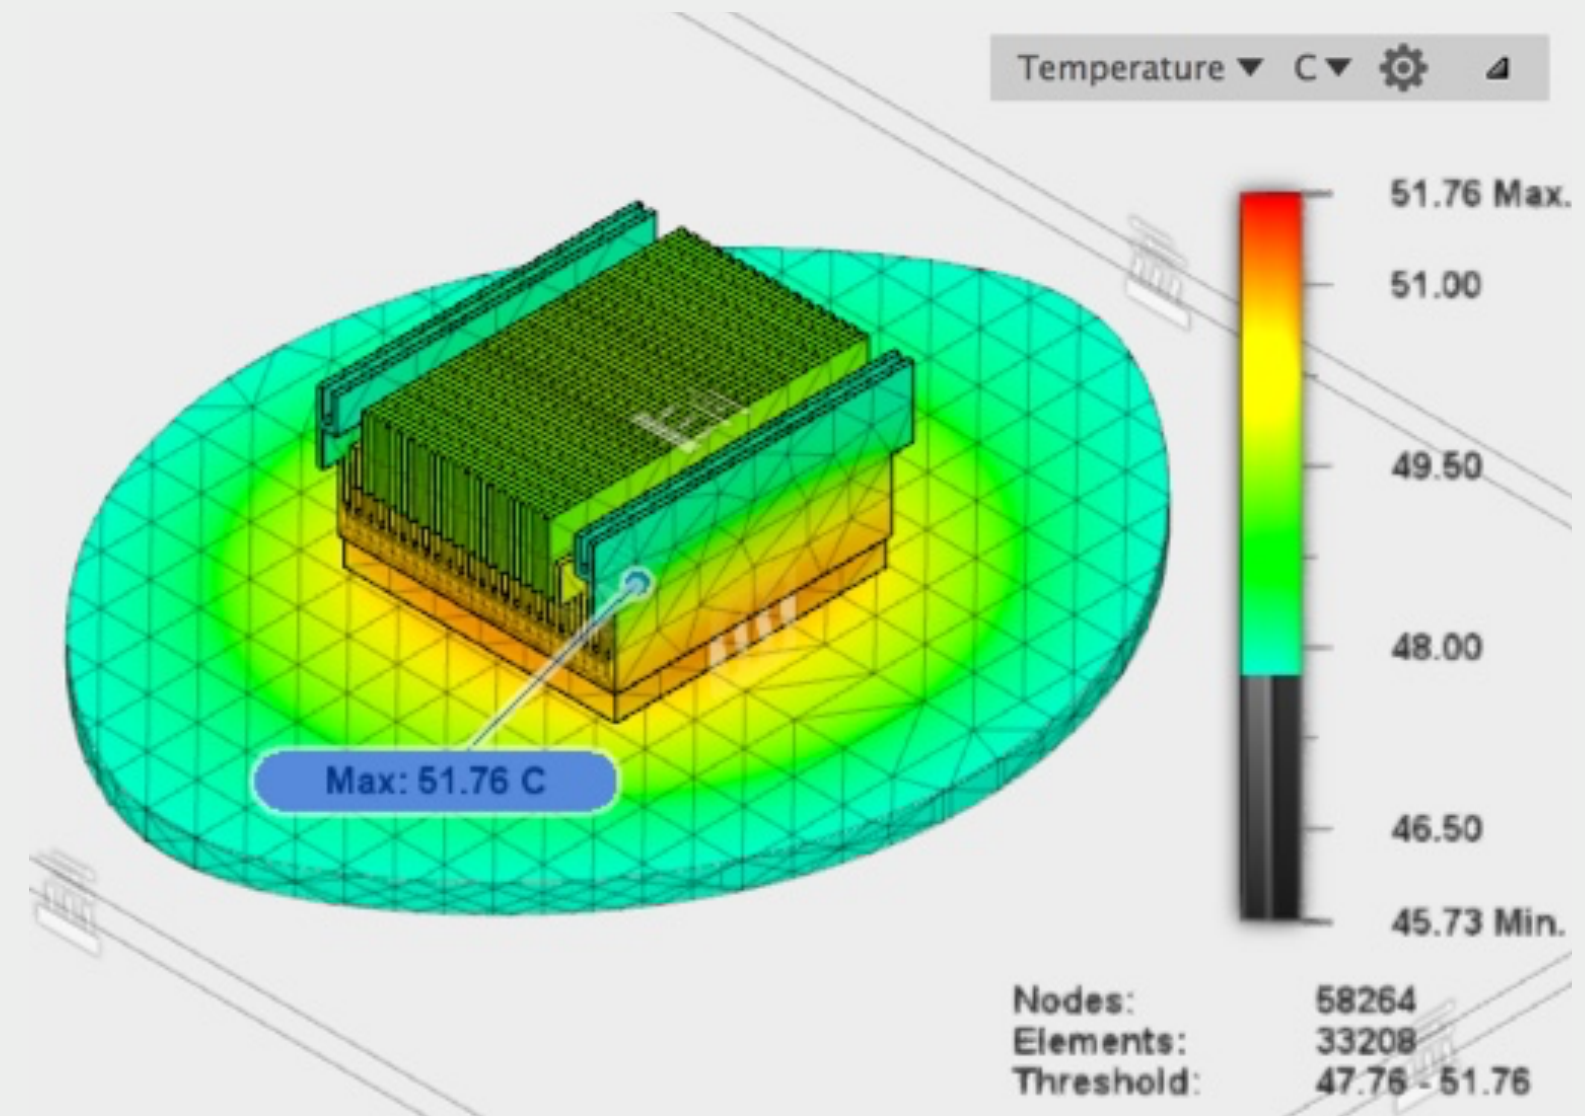 Temperature C
51.76 Max.
51.00
49.50
48.00
46.50
45.73 Min.
Max: 51.76 C
Nodes: 58264
Elements: 33208
Threshold: 47.76 - 51.76